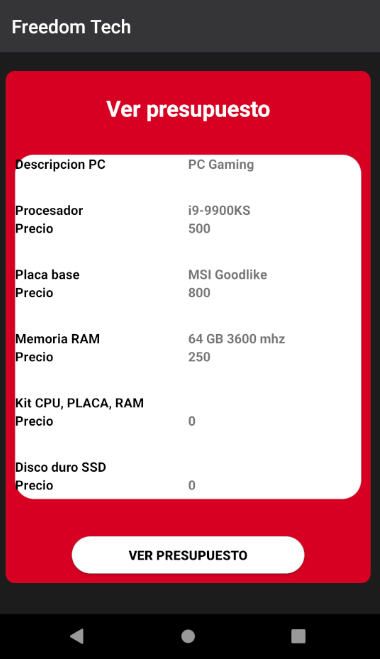 Freedom Tech
Ver presupuesto
Descripcion PC PC Gaming
Procesador i9-9900KS
Precio 500
Placa base MSI Goodlike
Precio 800
Memoria RAM 64 GB 3600 mhz
Precio 250
Kit CPU, PLACA, RAM
Precio 0
Disco duro SSD
Precio 0
VER PRESUPUESTO